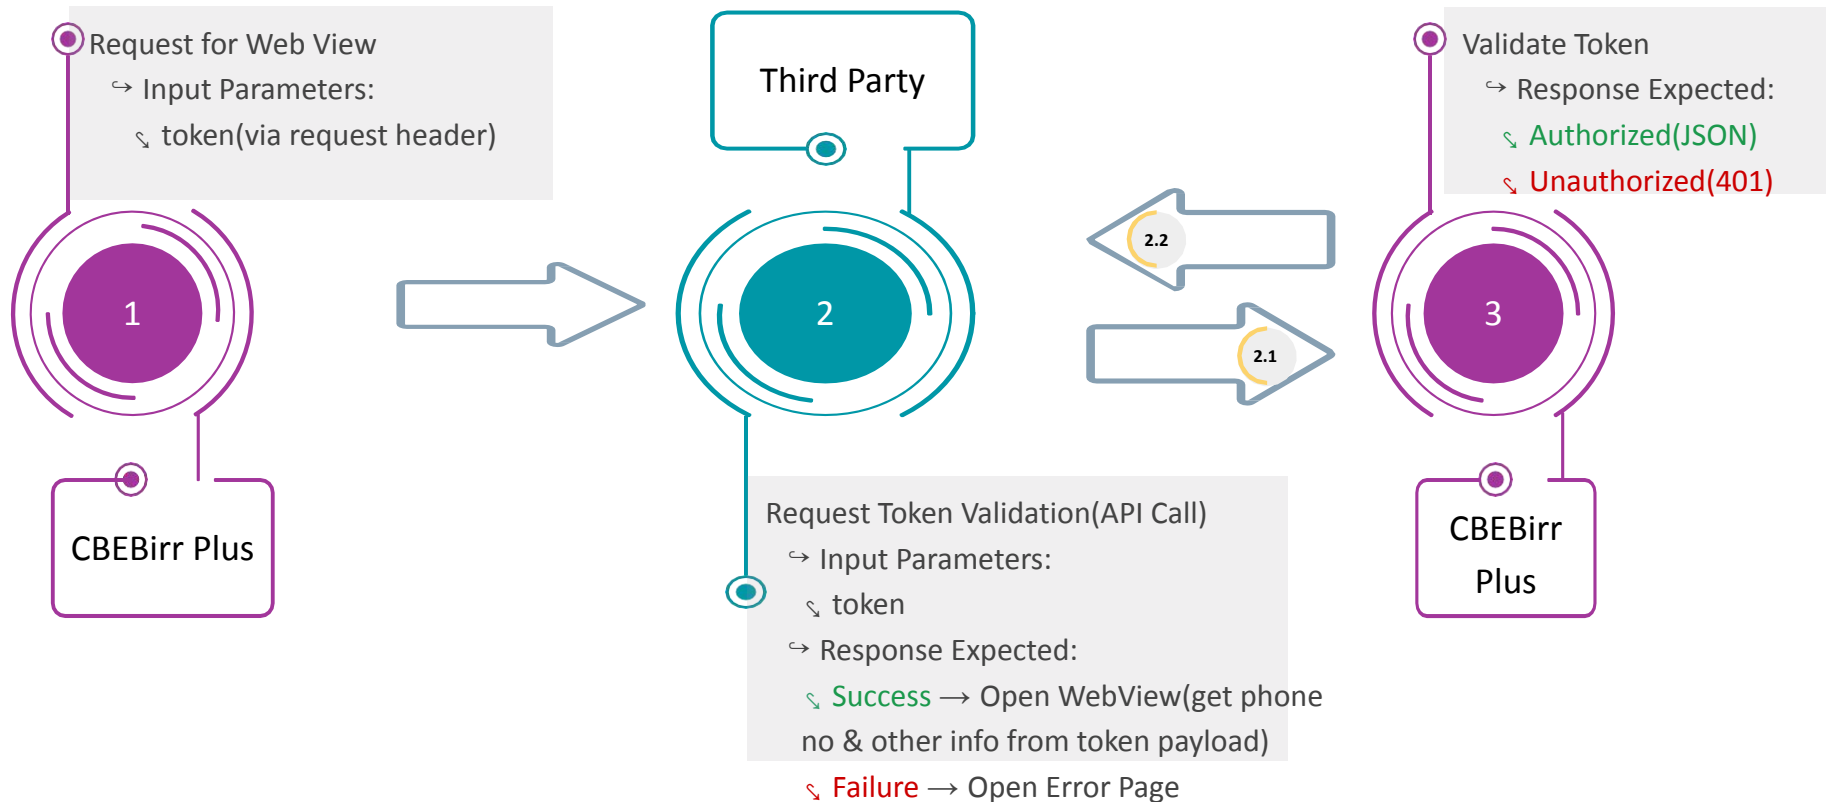 Request for Web View
↪ Input Parameters:
⤥ token(via request header)
1
CBEBirr Plus
Third Party
2
Request Token Validation(API Call)
↪ Input Parameters:
⤥ token
↪ Response Expected:
⤥ Success → Open WebView(get phone
no & other info from token payload)
⤥ Failure → Open Error Page
2.2
2.1
Validate Token
↪ Response Expected:
⤥ Authorized(JSON)
⤥ Unauthorized(401)
3
CBEBirr
Plus